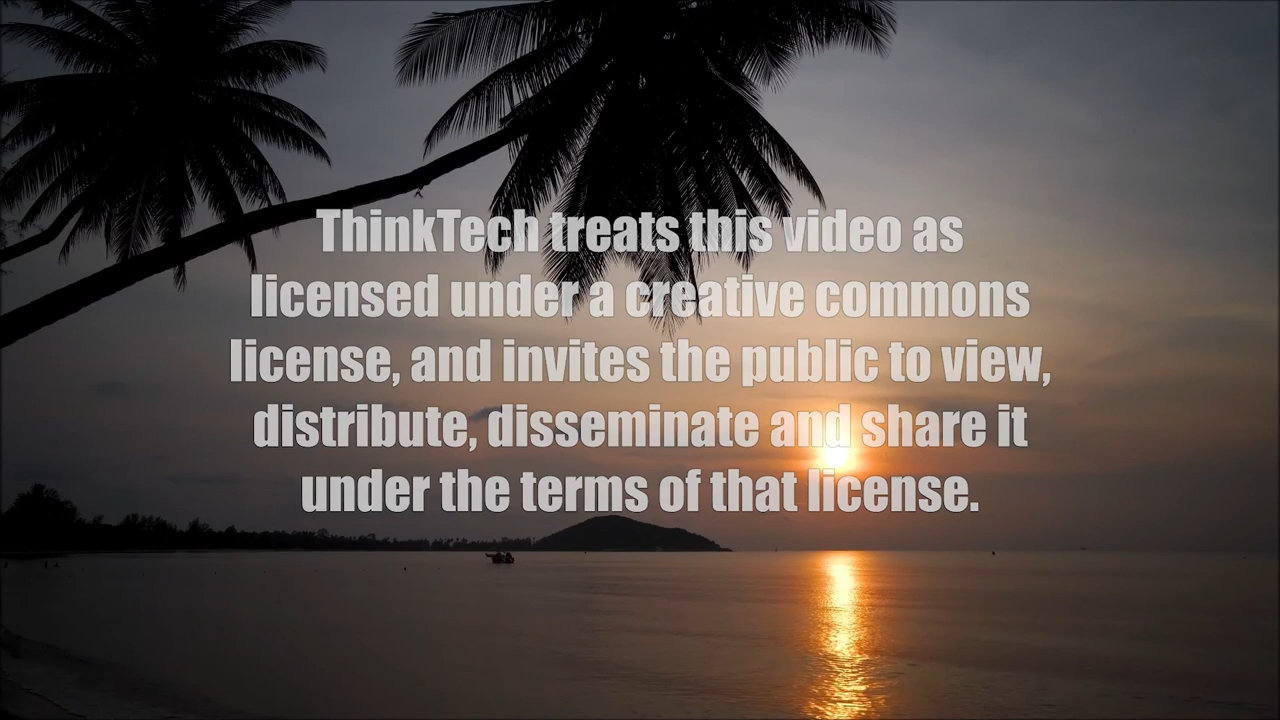 ThinkTech treats this video as
licensed under a creative commons
license, and invites the public to view,
distribute, disseminate and share it
under the terms of that license.